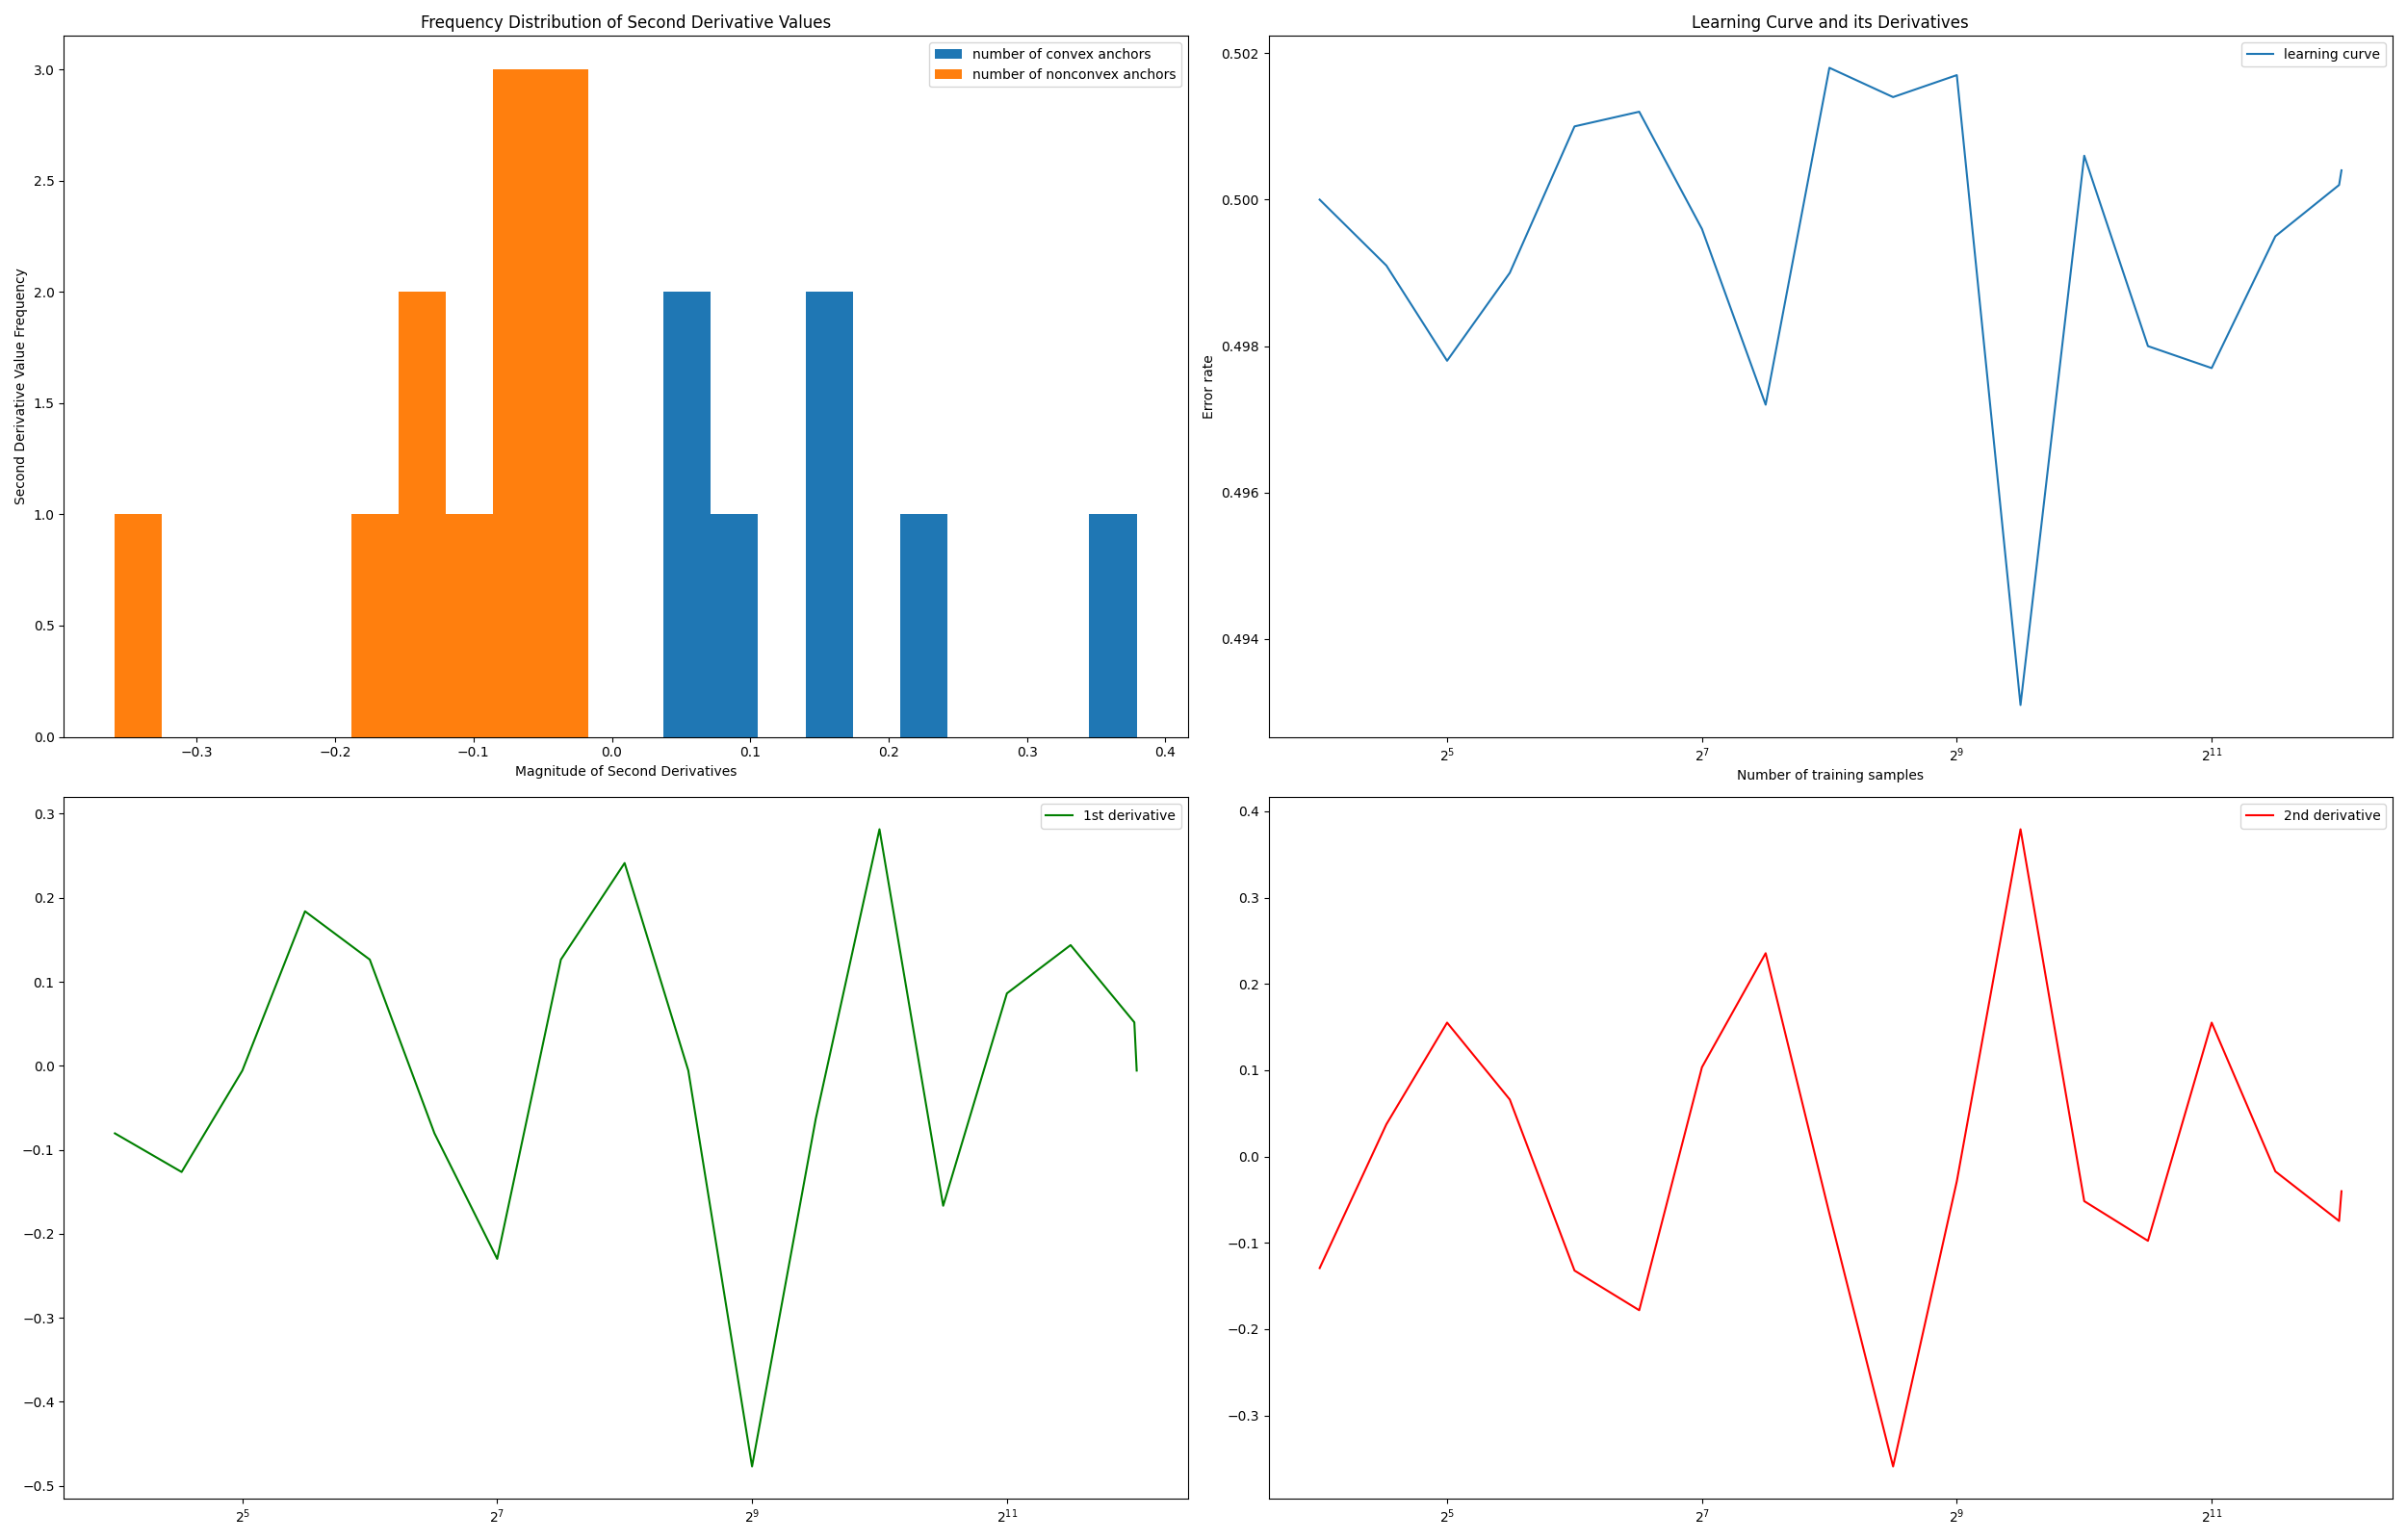 Frequency Distribution of Second Derivative Values
number of convex anchors
number of nonconvex anchors
3.0
2.5
2.0
1.5
1.0
0.5
0.0
Second Derivative Value Frequency
−0.3 −0.2 −0.1 0.0 0.1 0.2 0.3 0.4
Magnitude of Second Derivatives
Learning Curve and its Derivatives
learning curve
0.502
0.500
0.498
0.496
0.494
Error rate
2^5 2^7 2^9 2^11
Number of training samples
1st derivative
0.3
0.2
0.1
0.0
−0.1
−0.2
−0.3
−0.4
−0.5
2^5 2^7 2^9 2^11
2nd derivative
0.4
0.3
0.2
0.1
0.0
−0.1
−0.2
−0.3
2^5 2^7 2^9 2^11